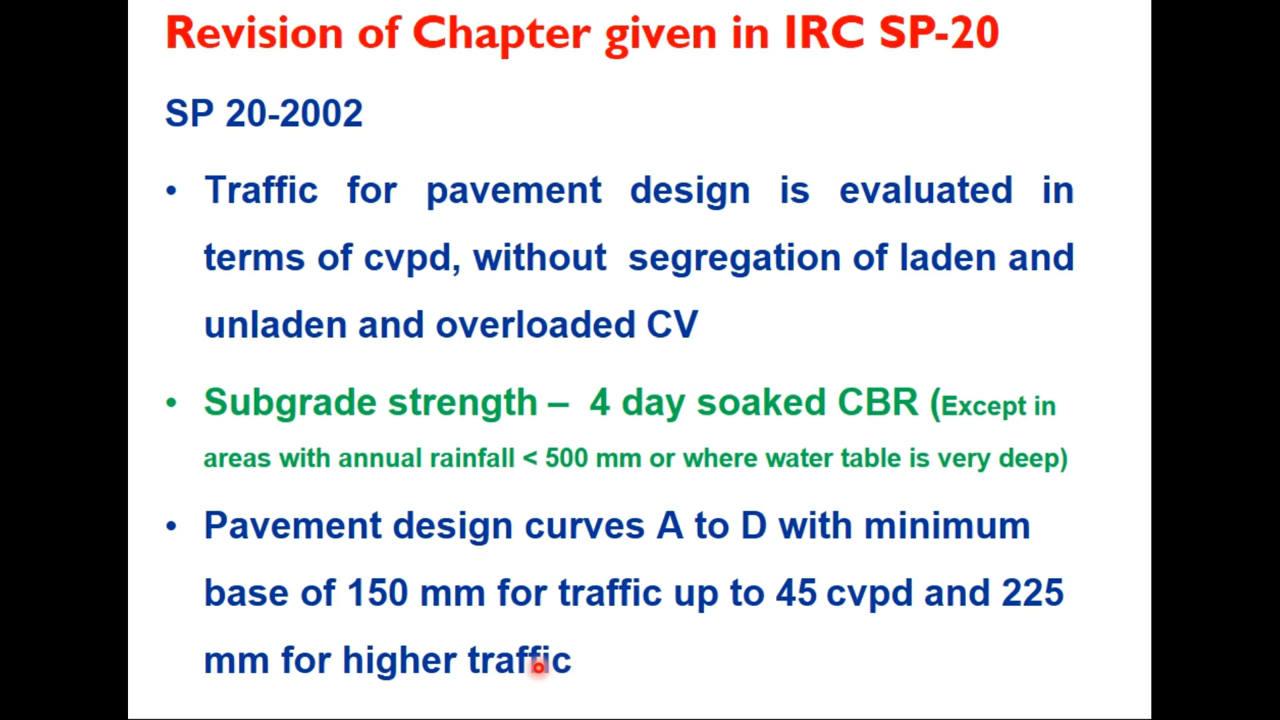 Revision of Chapter given in IRC SP-20
SP 20-2002
• Traffic for pavement design is evaluated in
terms of cvpd, without segregation of laden and
unladen and overloaded CV
• Subgrade strength – 4 day soaked CBR (Except in
areas with annual rainfall < 500 mm or where water table is very deep)
• Pavement design curves A to D with minimum
base of 150 mm for traffic up to 45 cvpd and 225
mm for higher traffic